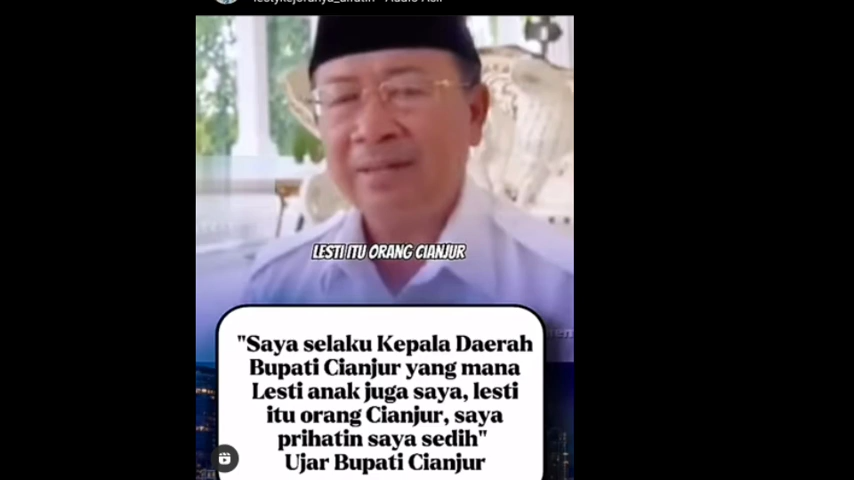 LESTI ITU ORANG CIANJUR
"Saya selaku Kepala Daerah
Bupati Cianjur yang mana
Lesti anak juga saya, lesti
itu orang Cianjur, saya
prihatin saya sedih"
Ujar Bupati Cianjur